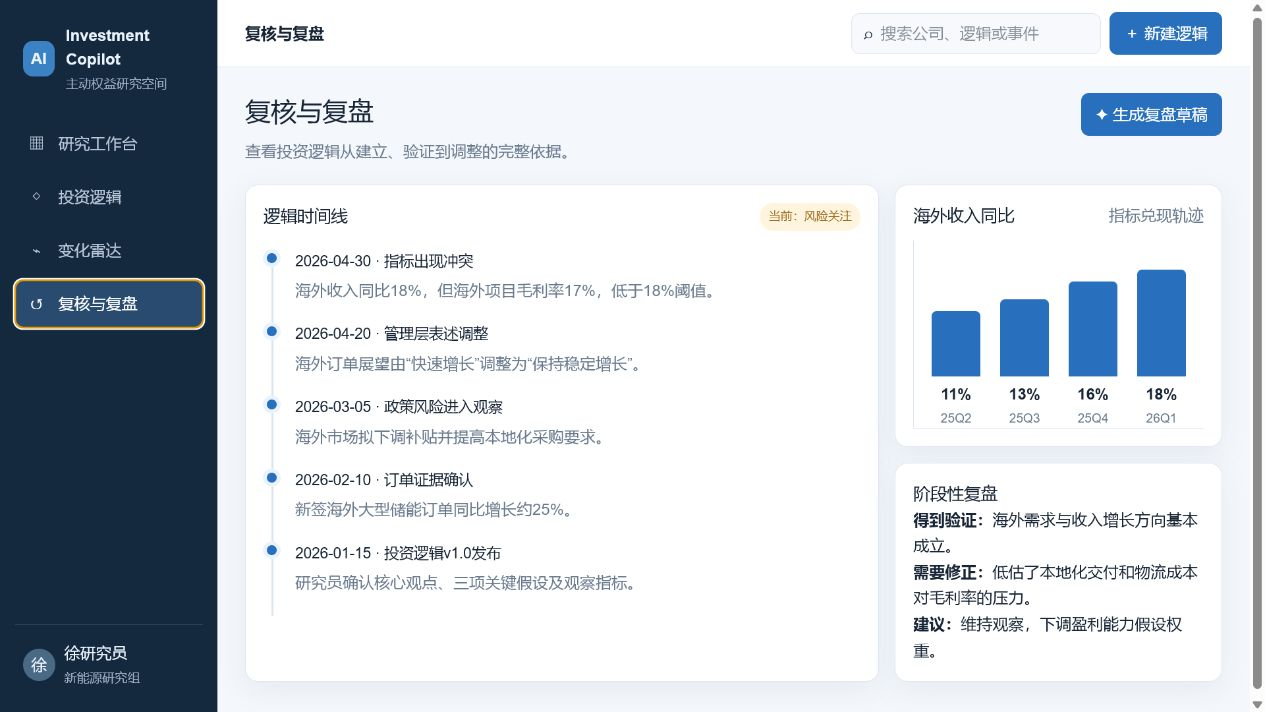 AI
Investment
Copilot
主动权益研究空间
研究工作台
投资逻辑
变化雷达
复核与复盘
徐
徐研究员
新能源研究组
复核与复盘
搜索公司、逻辑或事件
+ 新建逻辑
复核与复盘
查看投资逻辑从建立、验证到调整的完整依据。
✦ 生成复盘草稿
逻辑时间线
当前：风险关注
2026-04-30 · 指标出现冲突
海外收入同比18%，但海外项目毛利率17%，低于18%阈值。
2026-04-20 · 管理层表述调整
海外订单展望由“快速增长”调整为“保持稳定增长”。
2026-03-05 · 政策风险进入观察
海外市场拟下调补贴并提高本地化采购要求。
2026-02-10 · 订单证据确认
新签海外大型储能订单同比增长约25%。
2026-01-15 · 投资逻辑v1.0发布
研究员确认核心观点、三项关键假设及观察指标。
海外收入同比
指标兑现轨迹
11% 13% 16% 18%
25Q2 25Q3 25Q4 26Q1
阶段性复盘
得到验证：海外需求与收入增长方向基本
成立。
需要修正：低估了本地化交付和物流成本
对毛利率的压力。
建议：维持观察，下调盈利能力假设权
重。